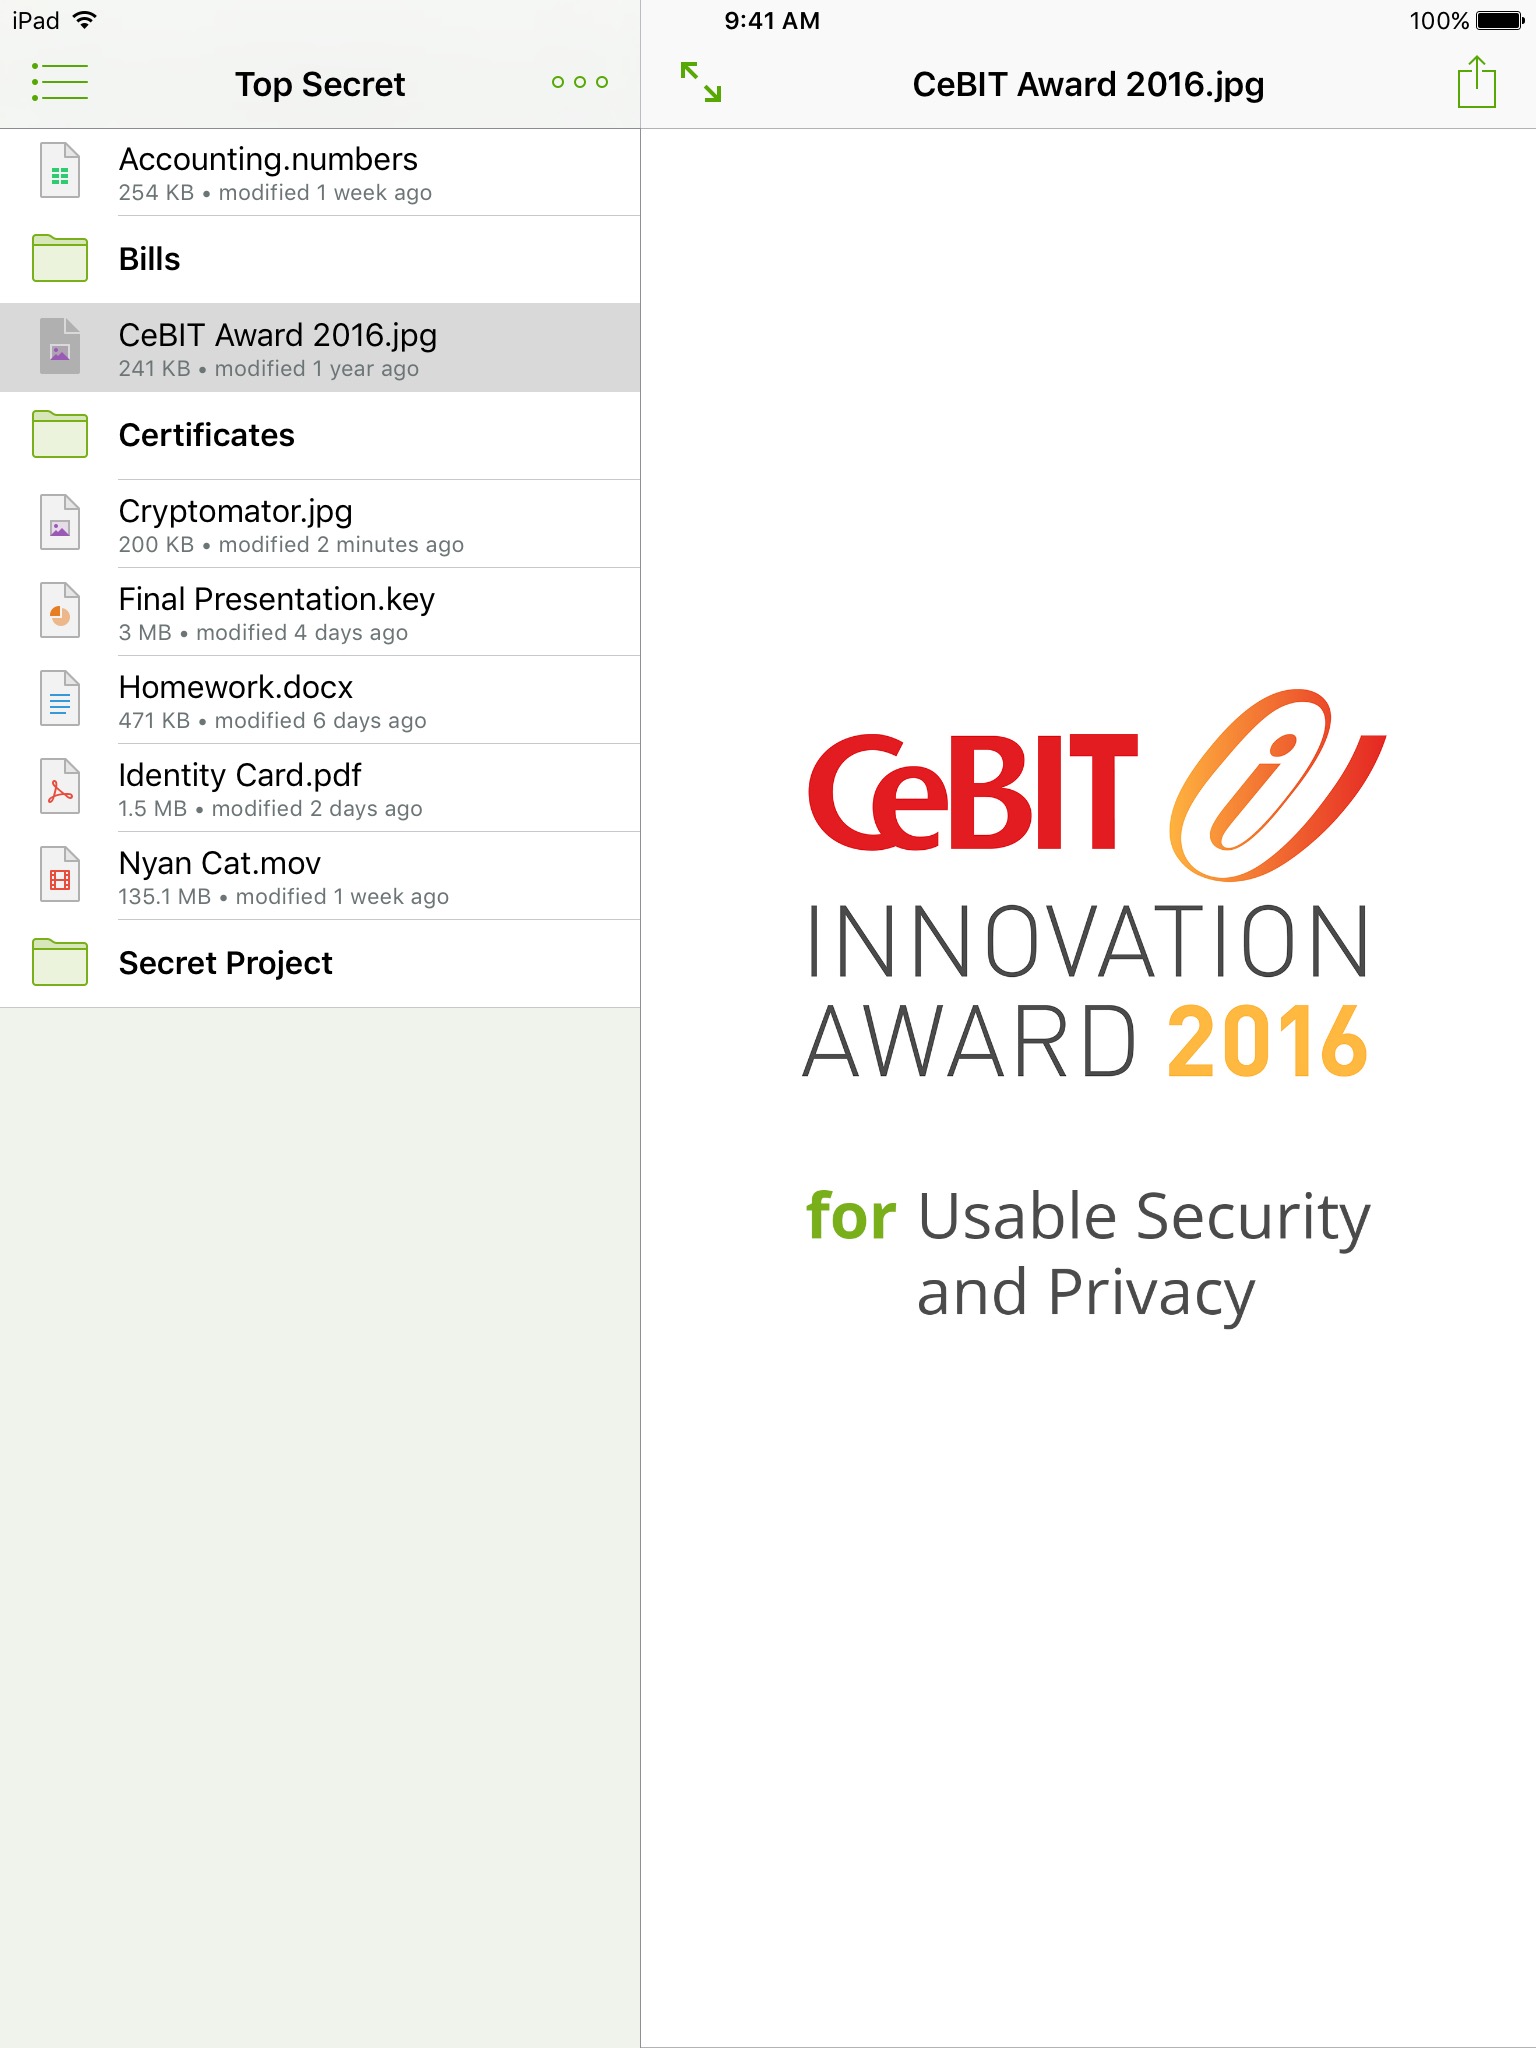 iPad
9:41 AM
100%
Top Secret
CeBIT Award 2016.jpg
Accounting.numbers
254 KB • modified 1 week ago
Bills
CeBIT Award 2016.jpg
241 KB • modified 1 year ago
Certificates
Cryptomator.jpg
200 KB • modified 2 minutes ago
Final Presentation.key
3 MB • modified 4 days ago
Homework.docx
471 KB • modified 6 days ago
Identity Card.pdf
1.5 MB • modified 2 days ago
Nyan Cat.mov
135.1 MB • modified 1 week ago
Secret Project
CeBIT i
INNOVATION
AWARD 2016
for Usable Security
and Privacy